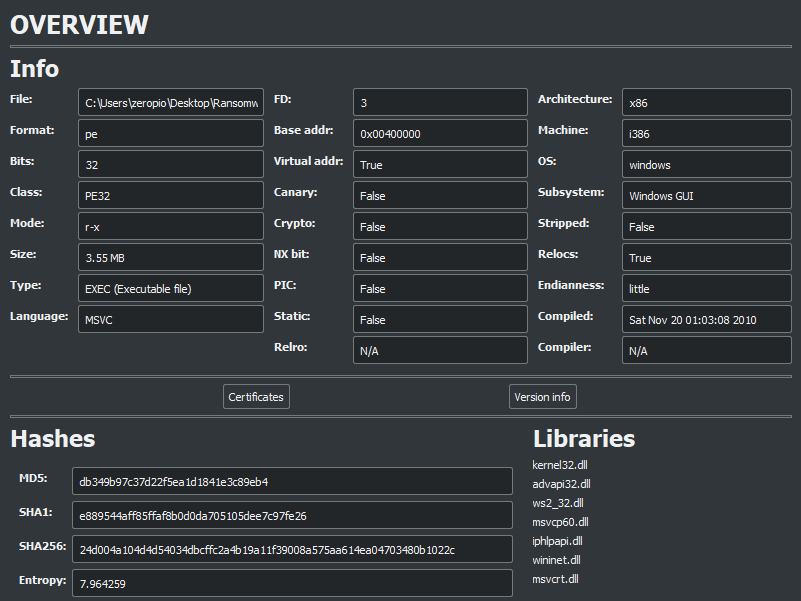 OVERVIEW
Info
File: C:\Users\zeropio\Desktop\Ransomw FD: 3 Architecture: x86
Format: pe Base addr: 0x00400000 Machine: i386
Bits: 32 Virtual addr: True OS: windows
Class: PE32 Canary: False Subsystem: Windows GUI
Mode: r-x Crypto: False Stripped: False
Size: 3.55 MB NX bit: False Relocs: True
Type: EXEC (Executable file) PIC: False Endianness: little
Language: MSVC Static: False Compiled: Sat Nov 20 01:03:08 2010
Relro: N/A Compiler: N/A
Certificates Version info
Hashes Libraries
MD5: db349b97c37d22f5ea1d1841e3c89eb4
SHA1: e889544aff85ffaf8b0d0da705105dee7c97fe26
SHA256: 24d004a104d4d54034dbcffc2a4b19a11f39008a575aa614ea04703480b1022c
Entropy: 7.964259
kernel32.dll
advapi32.dll
ws2_32.dll
msvcp60.dll
iphlpapi.dll
wininet.dll
msvcrt.dll